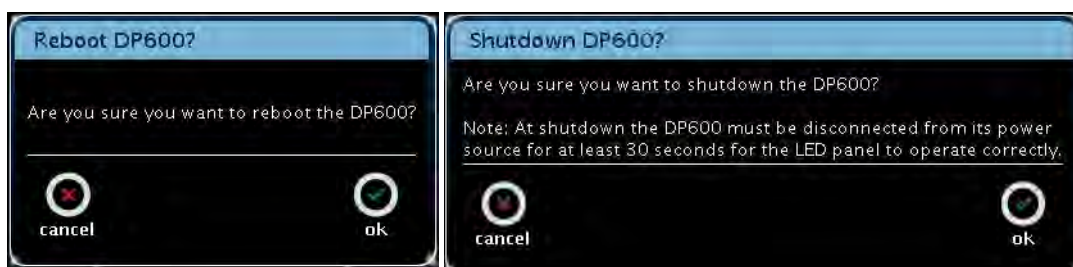 Reboot DP600?
Are you sure you want to reboot the DP600?
cancel
ok
Shutdown DP600?
Are you sure you want to shutdown the DP600?
Note: At shutdown the DP600 must be disconnected from its power
source for at least 30 seconds for the LED panel to operate correctly.
cancel
ok